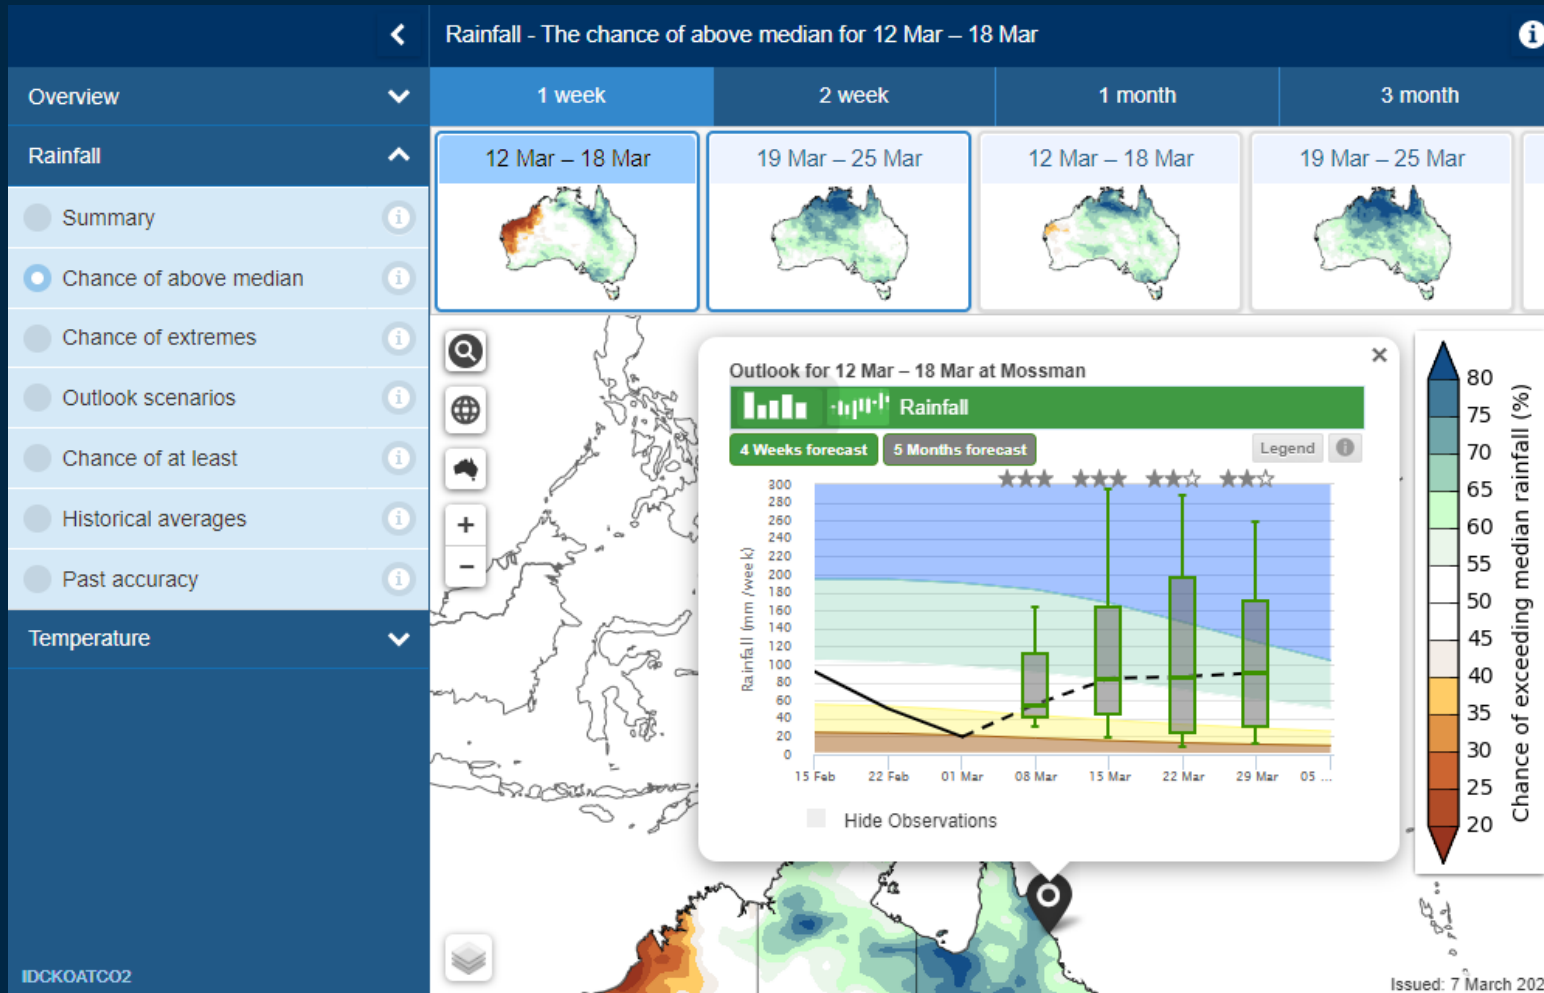 Rainfall - The chance of above median for 12 Mar – 18 Mar
Overview
Rainfall
Summary
Chance of above median
Chance of extremes
Outlook scenarios
Chance of at least
Historical averages
Past accuracy
Temperature
IDCKOATCO2
1 week
2 week
1 month
3 month
12 Mar – 18 Mar
19 Mar – 25 Mar
12 Mar – 18 Mar
19 Mar – 25 Mar
+
−
Outlook for 12 Mar – 18 Mar at Mossman
×
Rainfall
4 Weeks forecast
5 Months forecast
Legend
Rainfall (mm /week)
300
280
260
240
220
200
180
160
140
120
100
80
60
40
20
0
15 Feb
22 Feb
01 Mar
08 Mar
15 Mar
22 Mar
29 Mar
05 ...
Hide Observations
80
75
70
65
60
55
50
45
40
35
30
25
20
Chance of exceeding median rainfall (%)
Issued: 7 March 202